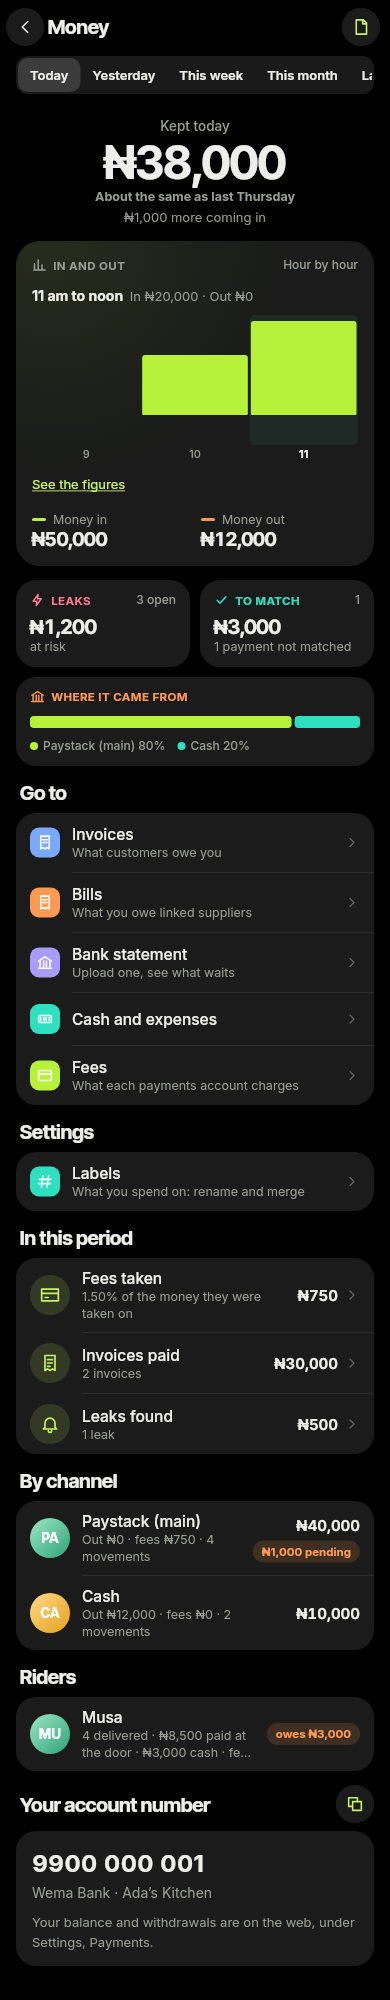 Money
Today Yesterday This week This month La
Kept today
₦38,000
About the same as last Thursday
₦1,000 more coming in
IN AND OUT Hour by hour
11 am to noon In ₦20,000 · Out ₦0
9 10 11
See the figures
Money in Money out
₦50,000 ₦12,000
LEAKS 3 open
₦1,200
at risk
TO MATCH 1
₦3,000
1 payment not matched
WHERE IT CAME FROM
Paystack (main) 80% Cash 20%
Go to
Invoices
What customers owe you
Bills
What you owe linked suppliers
Bank statement
Upload one, see what waits
Cash and expenses
Fees
What each payments account charges
Settings
Labels
What you spend on: rename and merge
In this period
Fees taken
1.50% of the money they were
taken on
₦750
Invoices paid
2 invoices
₦30,000
Leaks found
1 leak
₦500
By channel
PA
Paystack (main)
Out ₦0 · fees ₦750 · 4
movements
₦40,000
₦1,000 pending
CA
Cash
Out ₦12,000 · fees ₦0 · 2
movements
₦10,000
Riders
MU
Musa
4 delivered · ₦8,500 paid at
the door · ₦3,000 cash · fe...
owes ₦3,000
Your account number
9900 000 001
Wema Bank · Ada's Kitchen
Your balance and withdrawals are on the web, under
Settings, Payments.